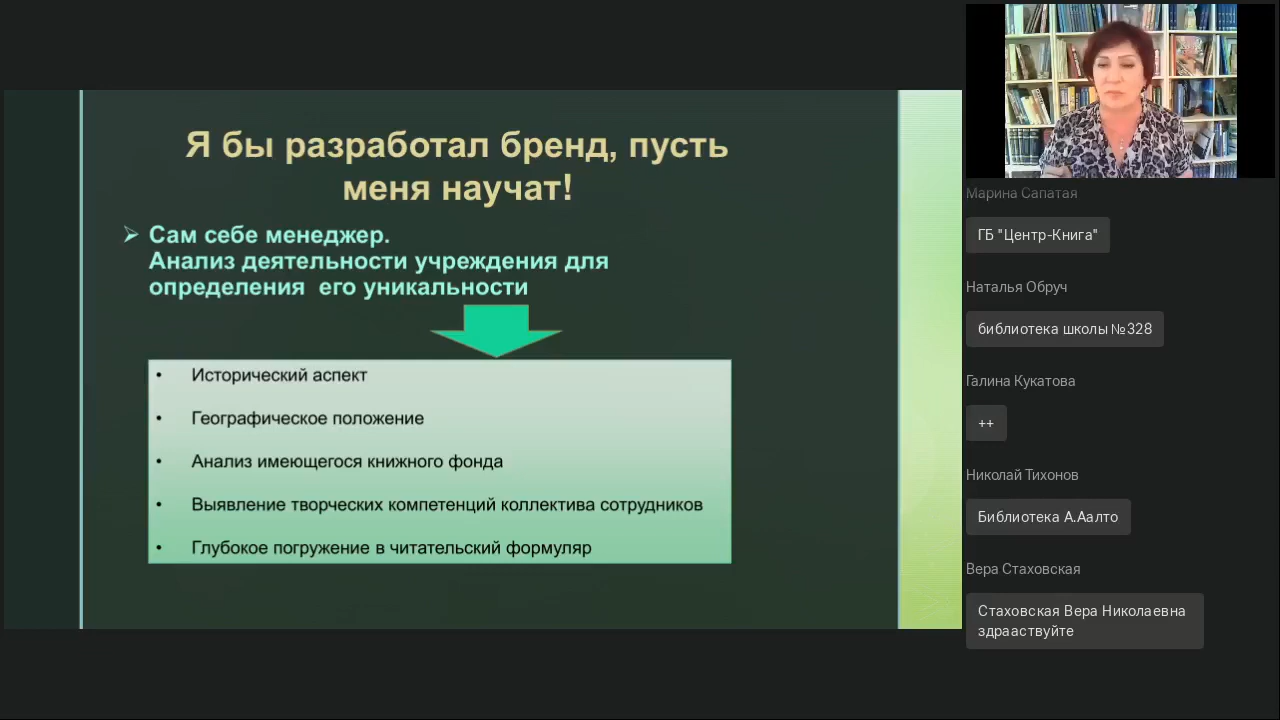 Я бы разработал бренд, пусть
меня научат!
Сам себе менеджер.
Анализ деятельности учреждения для
определения его уникальности
• Исторический аспект
• Географическое положение
• Анализ имеющегося книжного фонда
• Выявление творческих компетенций коллектива сотрудников
• Глубокое погружение в читательский формуляр
Марина Сапатая
ГБ "Центр-Книга"
Наталья Обруч
библиотека школы №328
Галина Кукатова
++
Николай Тихонов
Библиотека А.Аалто
Вера Стаховская
Стаховская Вера Николаевна
здрааствуйте